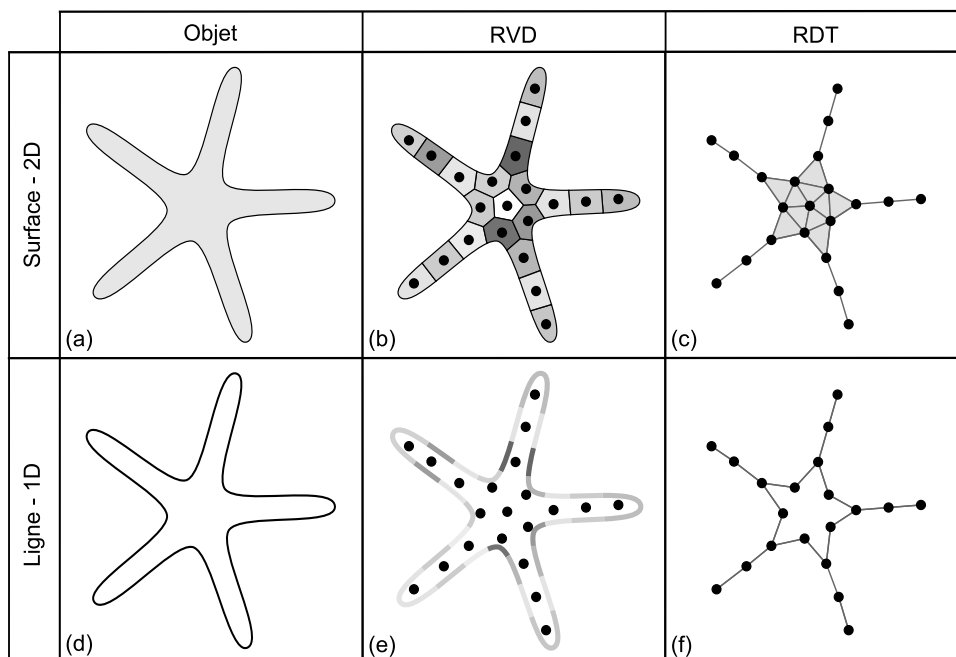 Objet
RVD
RDT
Surface - 2D
(a)
(b)
(c)
Ligne - 1D
(d)
(e)
(f)